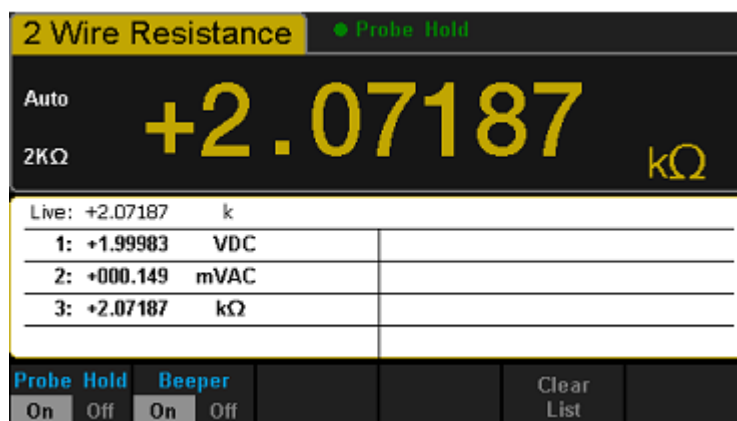 2 Wire Resistance
Probe Hold
Auto
+2.07187
2KΩ
kΩ
Live: +2.07187 k
1: +1.99983 VDC
2: +000.149 mVAC
3: +2.07187 kΩ
Probe Hold Beeper Clear
On Off On Off List